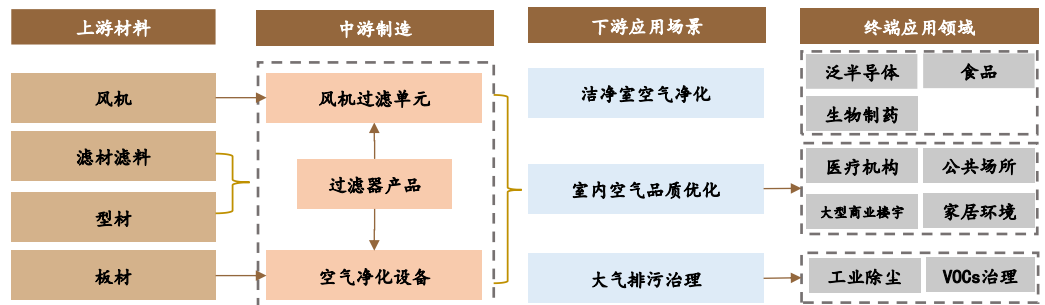 上游材料
中游制造
下游应用场景
终端应用领域
风机
滤材滤料
型材
板材
风机过滤单元
过滤器产品
空气净化设备
洁净室空气净化
室内空气品质优化
大气排污治理
泛半导体
食品
生物制药
医疗机构
公共场所
大型商业楼宇
家居环境
工业除尘
VOCs治理